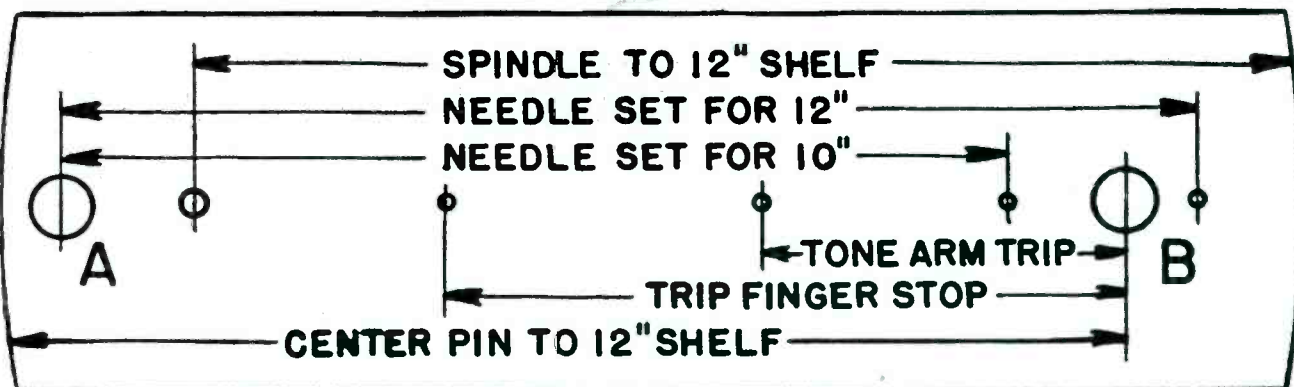 SPINDLE TO 12" SHELF
NEEDLE SET FOR 12"
NEEDLE SET FOR 10"
A
B
TONE ARM TRIP
TRIP FINGER STOP
CENTER PIN TO 12" SHELF